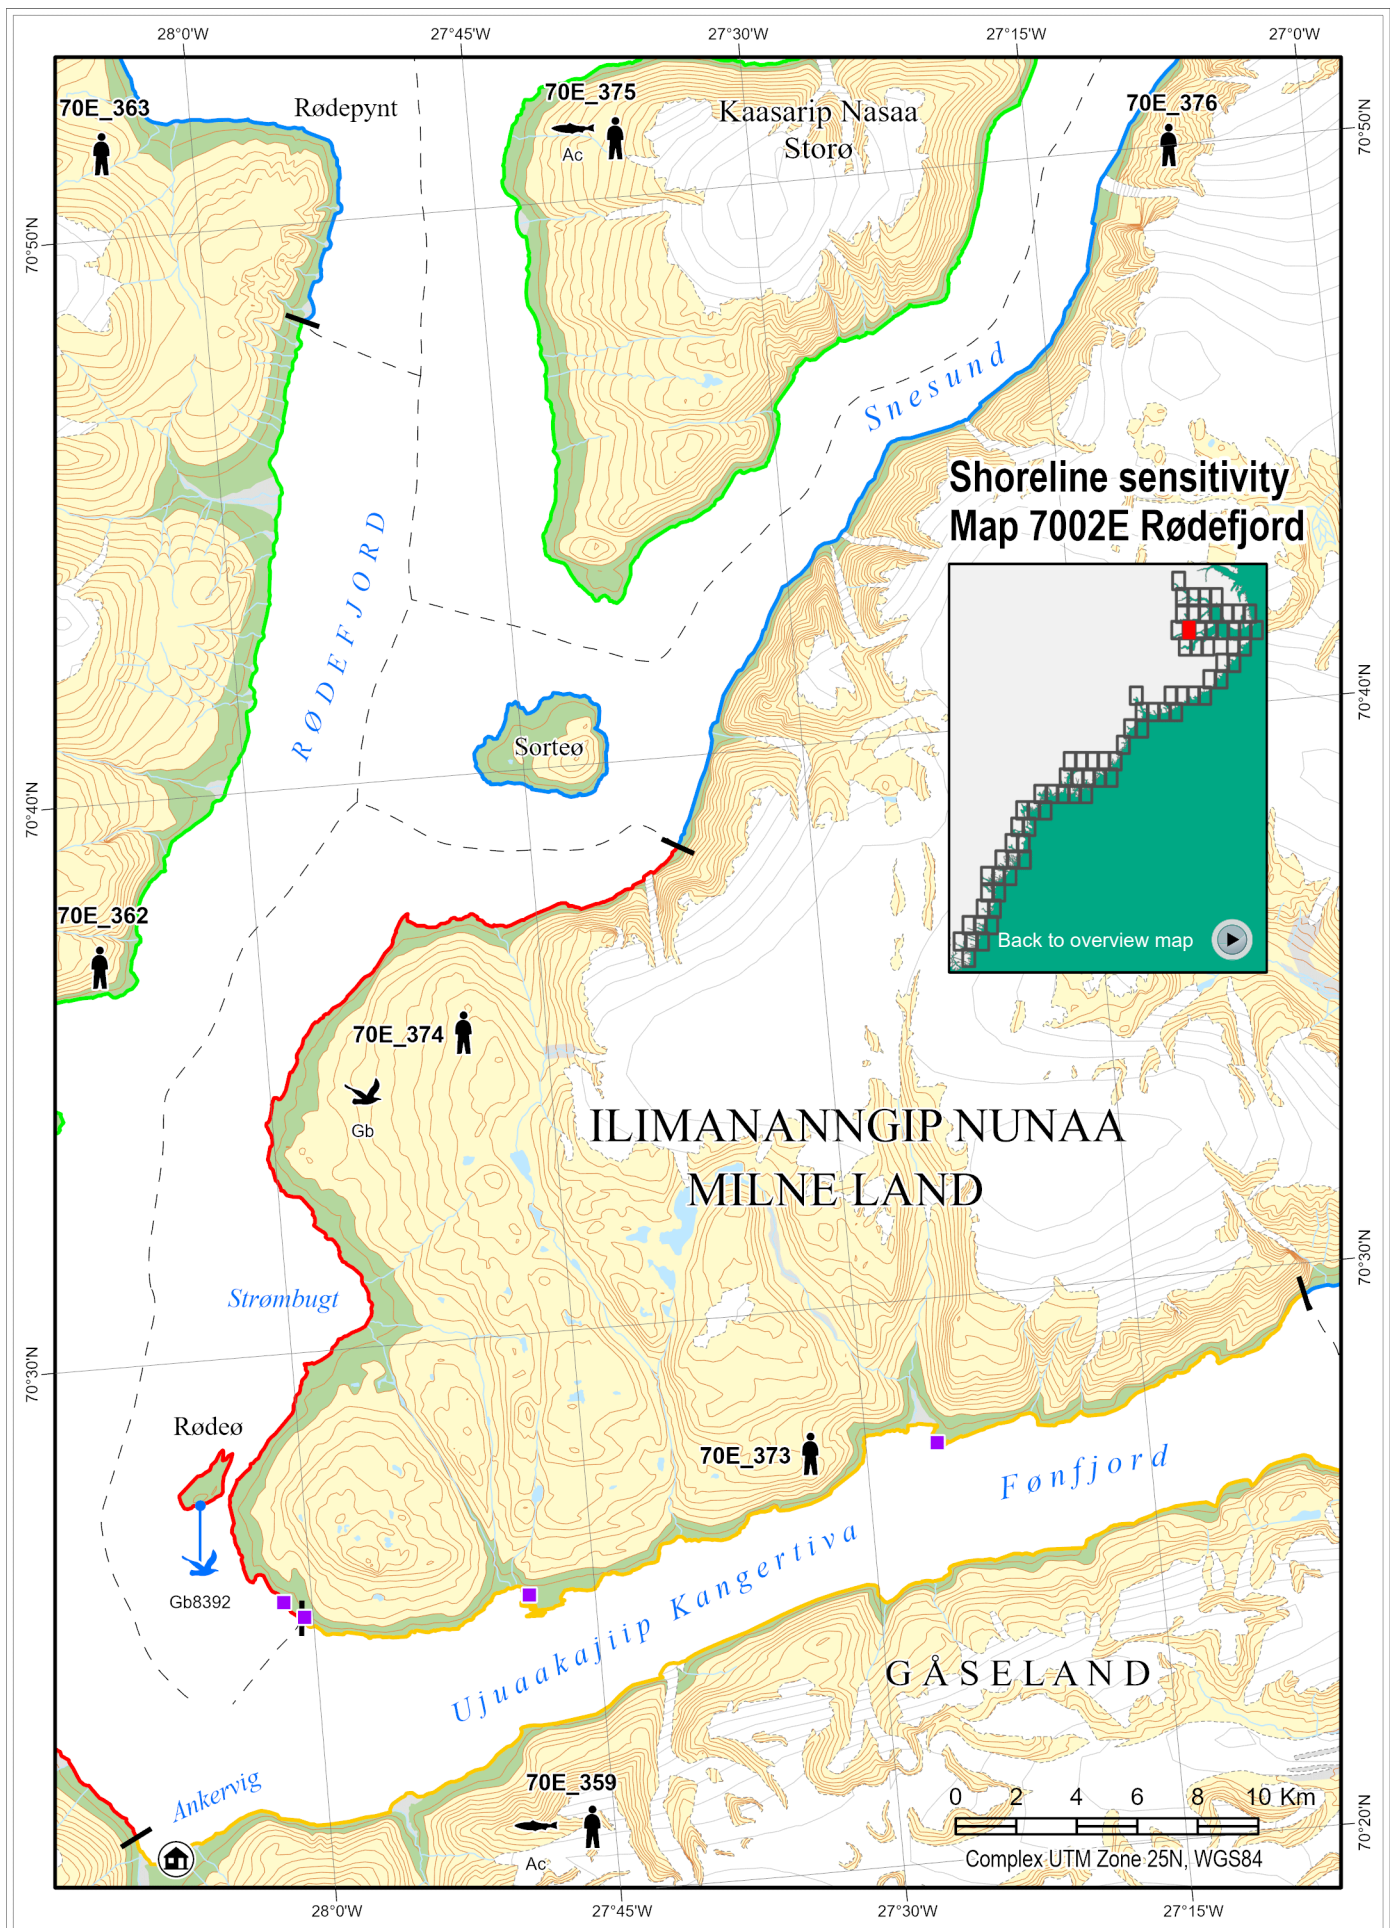 28°0'W
27°45'W
27°30'W
27°15'W
27°0'W
70E_363
Rødepynt
70E_375
Ac
Kaasarip Nasaa
Storø
70E_376
70°50'N
70°50'N
Snesund
Shoreline sensitivity
Map 7002E Rødefjord
RØDEFJORD
70°40'N
Sorteø
70°40'N
70E_362
Back to overview map
70E_374
Gb
ILIMANANNGIP NUNAA
MILNE LAND
70°30'N
Strømbugt
70°30'N
Rødeø
70E_373
Fønfjord
Gb8392
Ujuaakajiip Kangertiva
GÅSELAND
Ankervig
70E_359
Ac
0 2 4 6 8 10 Km
Complex UTM Zone 25N, WGS84
70°20'N
28°0'W
27°45'W
27°30'W
27°15'W